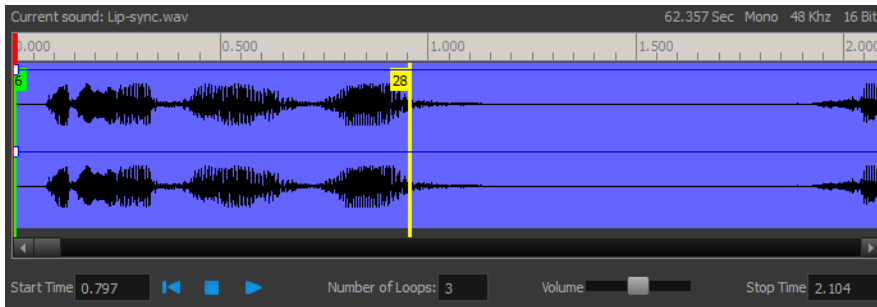 Current sound: Lip-sync.wav 62.357 Sec Mono 48 Khz 16 Bit
0.000 0.500 1.000 1.500 2.000
6 28
Start Time 0.797 Number of Loops: 3 Volume Stop Time 2.104